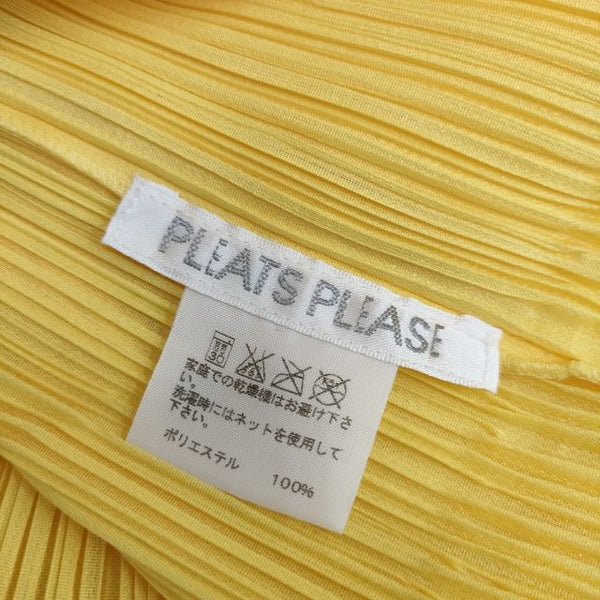 PLEATS PLEASE
家庭での乾燥機はお避け下さ
い。
洗濯時にはネットを使用して
下さい。
ポリエステル 100%